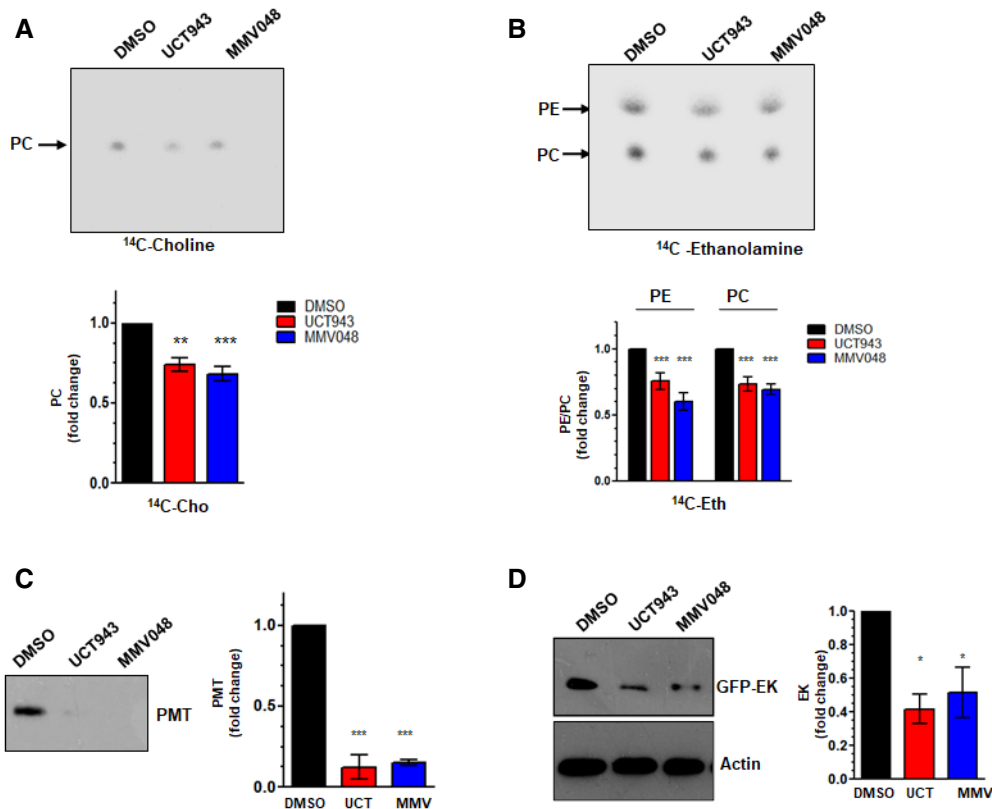 A
DMSO
UCT943
MMV048
PC
¹⁴C-Choline
DMSO
UCT943
MMV048
1.0
0.5
0.0
** ***
PC
(fold change)
¹⁴C-Cho
B
DMSO
UCT943
MMV048
PE
PC
¹⁴C -Ethanolamine
PE PC
DMSO
UCT943
MMV048
1.0
0.5
0.0
*** *** *** ***
PE/PC
(fold change)
¹⁴C-Eth
C
DMSO
UCT943
MMV048
PMT
PMT
(fold change)
1.0
0.5
0.0
*** ***
DMSO UCT MMV
D
DMSO
UCT943
MMV048
GFP-EK
Actin
EK
(fold change)
1.0
0.8
0.6
0.4
0.2
0.0
* *
DMSO UCT MMV